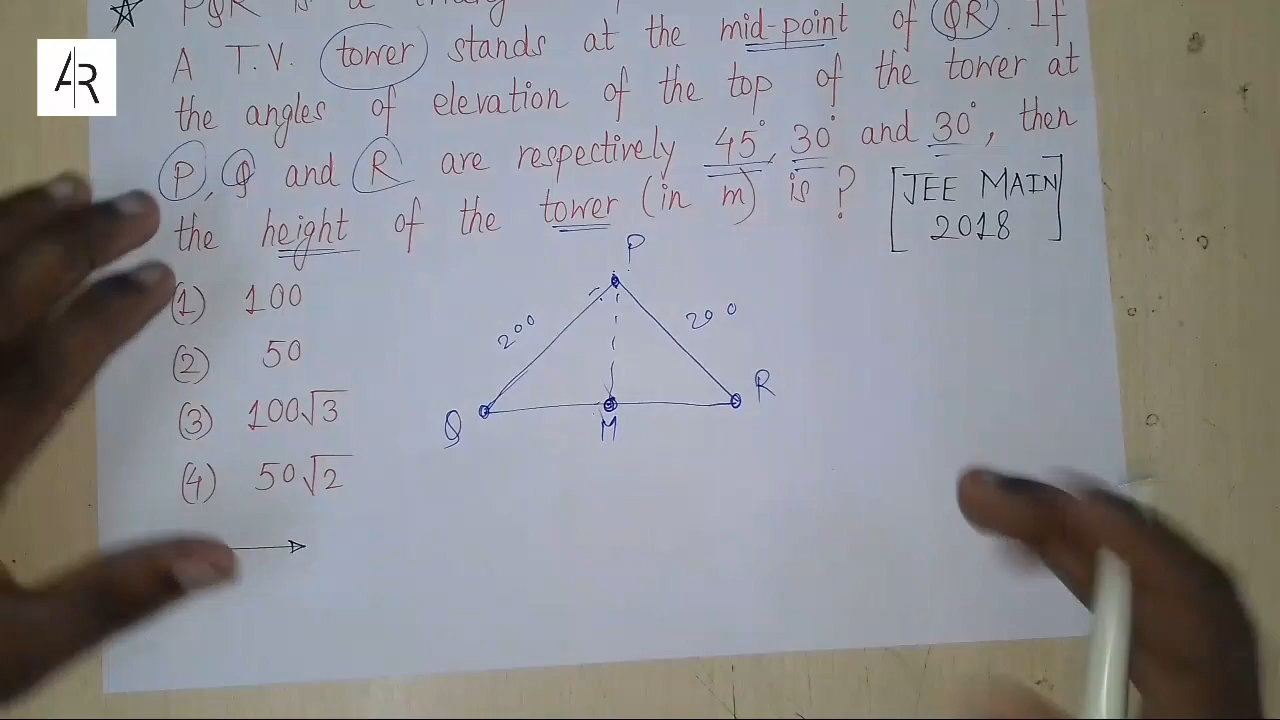 PQR is a
A T.V. tower stands at the mid-point of QR. If
the angles of elevation of the top of the tower at
P, Q and R are respectively 45°, 30° and 30°, then
the height of the tower (in m) is ? [JEE MAIN
2018]
(1) 100
(2) 50
(3) 100√3
(4) 50√2
P
200
200
Q
M
R
AR